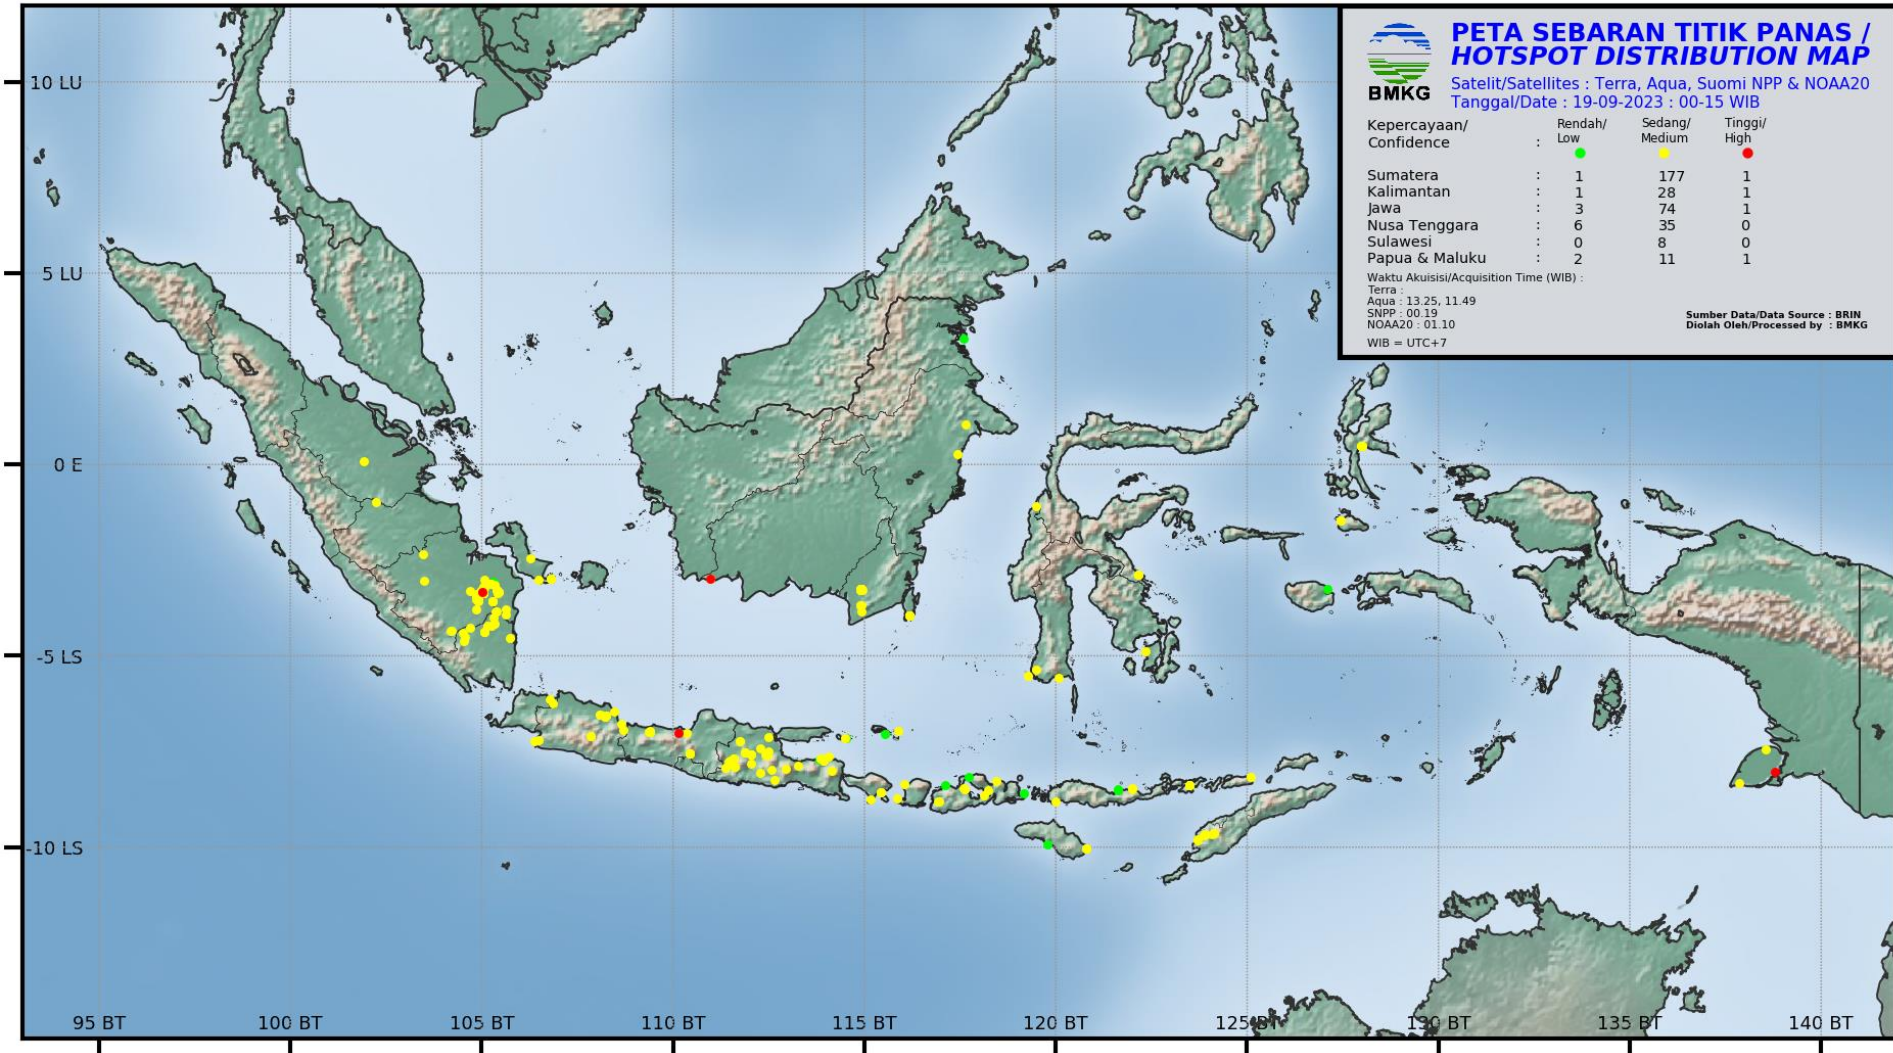 PETA SEBARAN TITIK PANAS /
HOTSPOT DISTRIBUTION MAP
Satelit/Satellites : Terra, Aqua, Suomi NPP & NOAA20
Tanggal/Date : 19-09-2023 : 00-15 WIB
BMKG
Kepercayaan/ Rendah/ Sedang/ Tinggi/
Confidence : Low Medium High
Sumatera : 1 177 1
Kalimantan : 1 28 1
Jawa : 3 74 1
Nusa Tenggara : 6 35 0
Sulawesi : 0 8 0
Papua & Maluku : 2 11 1
Waktu Akuisisi/Acquisition Time (WIB) :
Terra :
Aqua : 13.25, 11.49
SNPP : 00.19
NOAA20 : 01.10
WIB = UTC+7
Sumber Data/Data Source : BRIN
Diolah Oleh/Processed by : BMKG
10 LU
5 LU
0 E
-5 LS
-10 LS
95 BT 100 BT 105 BT 110 BT 115 BT 120 BT 125 BT 130 BT 135 BT 140 BT